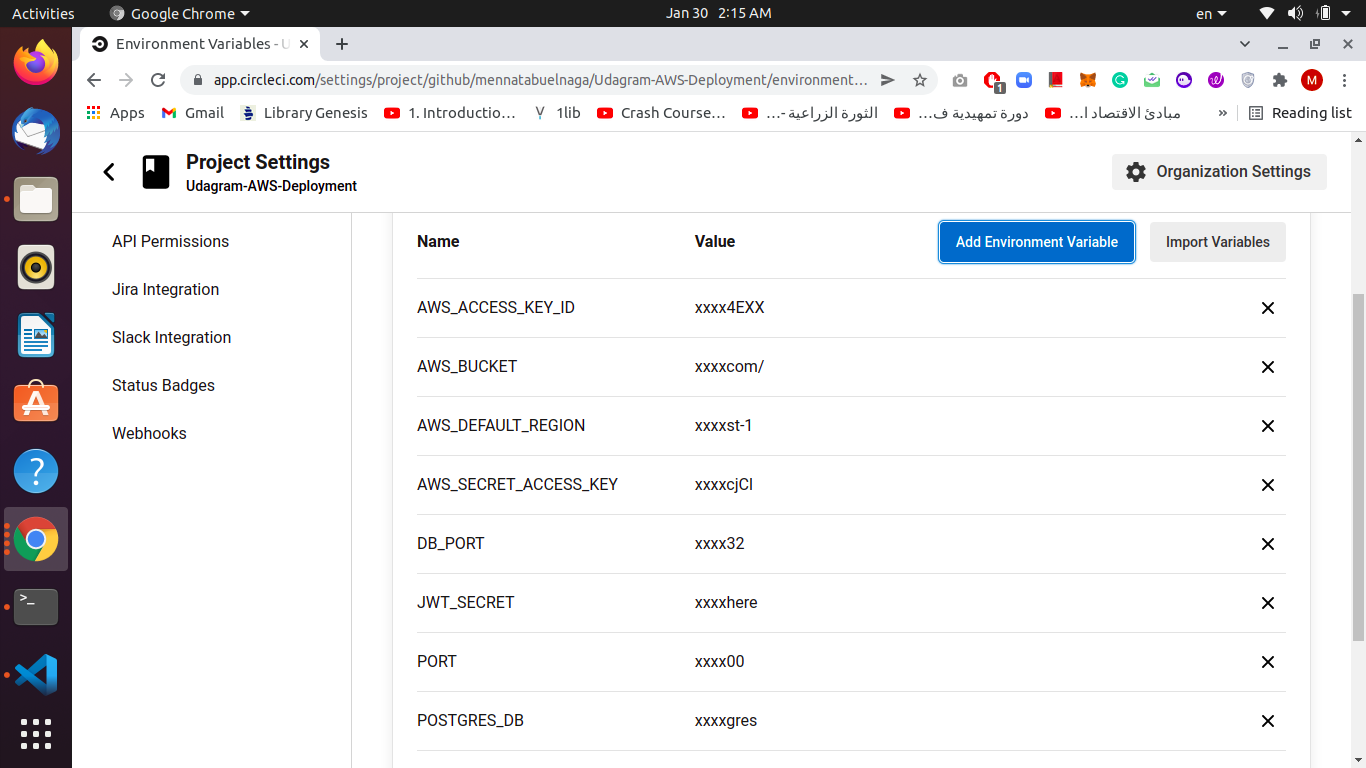 Activities Google Chrome Jan 30 2:15 AM en
Environment Variables - U
app.circleci.com/settings/project/github/mennatabuelnaga/Udagram-AWS-Deployment/environment… 1 M
Apps Gmail Library Genesis 1. Introductio… 1lib Crash Course… الثورة الزراعية -… دورة تمهيدية ف… مبادئ الاقتصاد ا… » Reading list
Project Settings
Udagram-AWS-Deployment
Organization Settings
API Permissions
Jira Integration
Slack Integration
Status Badges
Webhooks
Name Value Add Environment Variable Import Variables
AWS_ACCESS_KEY_ID xxxx4EXX
AWS_BUCKET xxxxcom/
AWS_DEFAULT_REGION xxxxst-1
AWS_SECRET_ACCESS_KEY xxxxcjCl
DB_PORT xxxx32
JWT_SECRET xxxxhere
PORT xxxx00
POSTGRES_DB xxxxgres